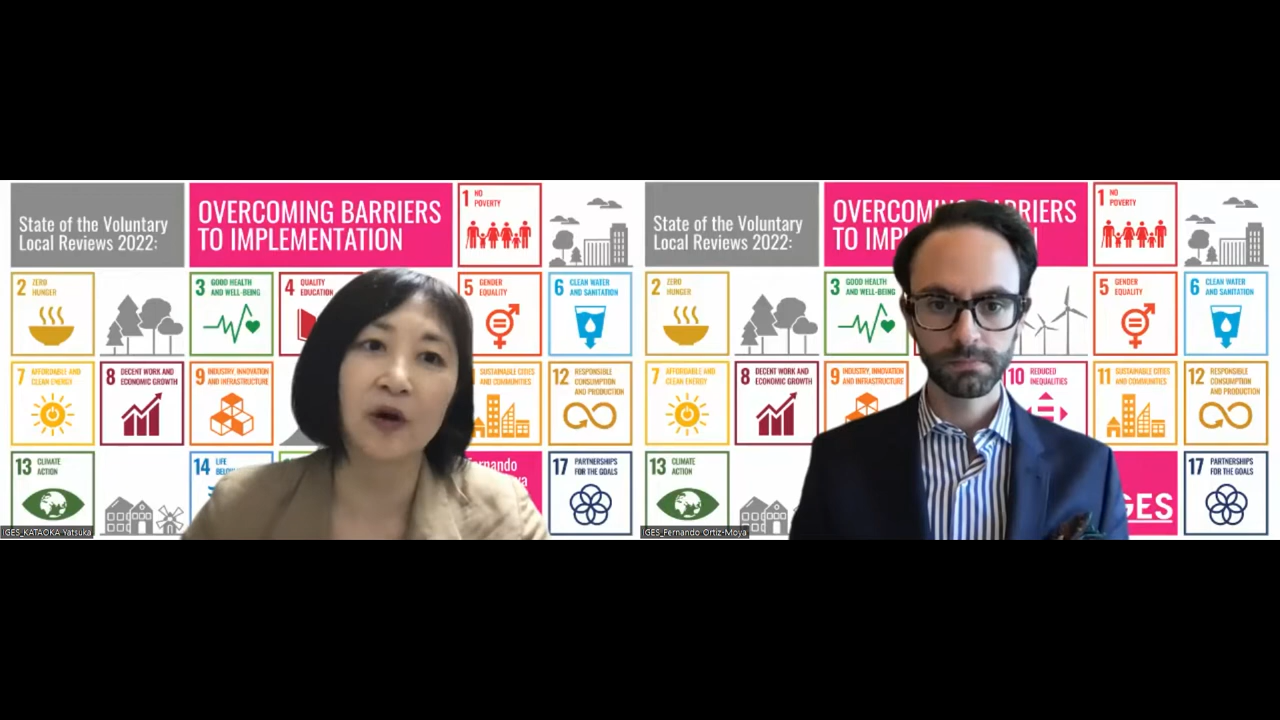 State of the Voluntary
Local Reviews 2022:
OVERCOMING BARRIERS
TO IMPLEMENTATION
1 NO
POVERTY
2 ZERO
HUNGER
3 GOOD HEALTH
AND WELL-BEING
4 QUALITY
EDUCATION
5 GENDER
EQUALITY
6 CLEAN WATER
AND SANITATION
7 AFFORDABLE AND
CLEAN ENERGY
8 DECENT WORK AND
ECONOMIC GROWTH
9 INDUSTRY, INNOVATION
AND INFRASTRUCTURE
SUSTAINABLE CITIES
AND COMMUNITIES
12 RESPONSIBLE
CONSUMPTION
AND PRODUCTION
13 CLIMATE
ACTION
14 LIFE
17 PARTNERSHIPS
FOR THE GOALS
IGES_KATAOKA Yatsuka
State of the Voluntary
Local Reviews 2022:
OVERCOMING BARRIERS
TO
1 NO
POVERTY
2 ZERO
HUNGER
3 GOOD HEALTH
AND WELL-BEING
5 GENDER
EQUALITY
6 CLEAN WATER
AND SANITATION
7 AFFORDABLE AND
CLEAN ENERGY
8 DECENT WORK AND
ECONOMIC GROWTH
9 INDUSTRY, INNOVATION
AND INFRASTRUCTURE
10 REDUCED
INEQUALITIES
11 SUSTAINABLE CITIES
AND COMMUNITIES
12 RESPONSIBLE
CONSUMPTION
AND PRODUCTION
13 CLIMATE
ACTION
IGES
17 PARTNERSHIPS
FOR THE GOALS
IGES_Fernando Ortiz-Moya